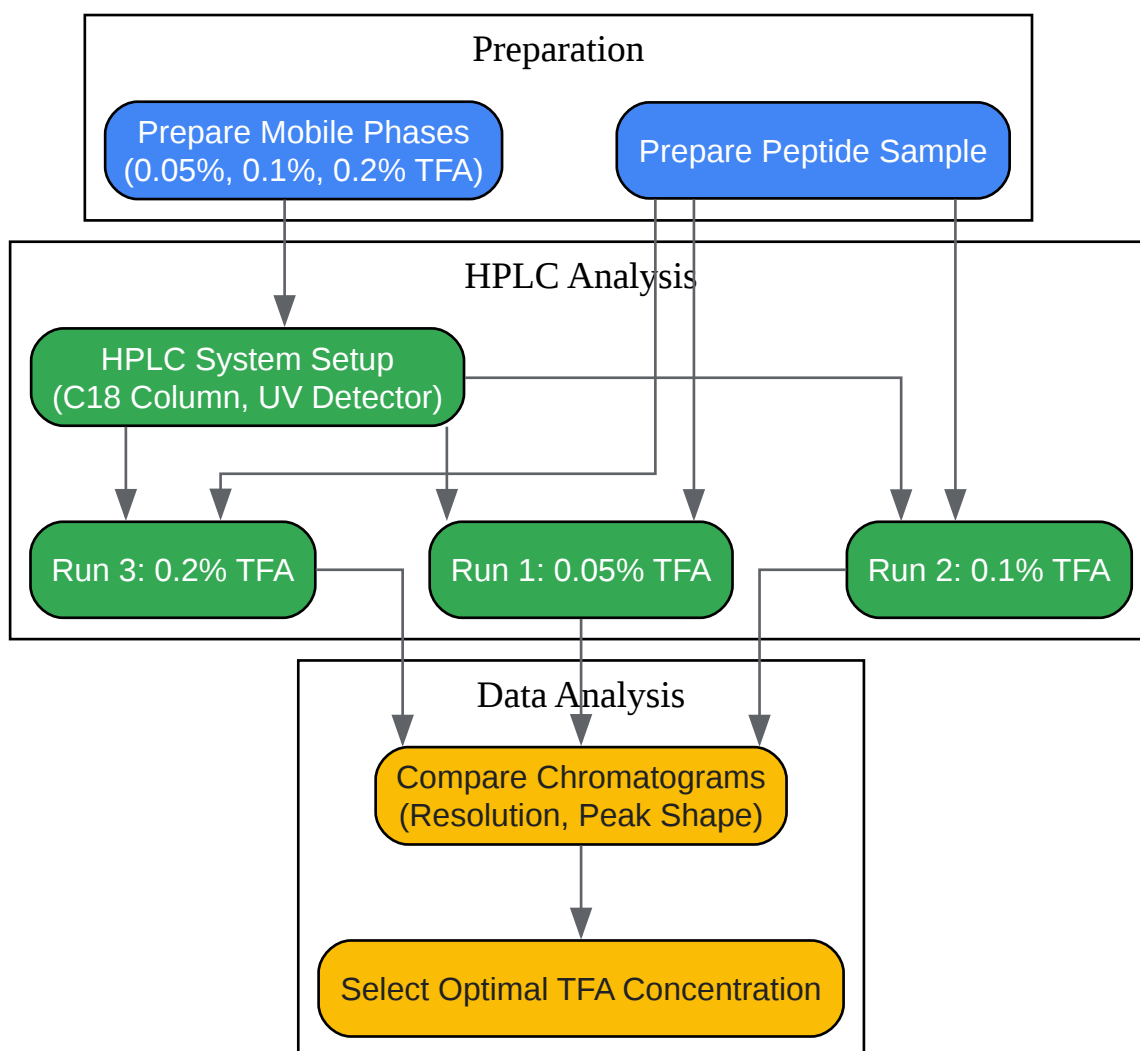 Preparation
Prepare Mobile Phases
(0.05%, 0.1%, 0.2% TFA)
Prepare Peptide Sample
HPLC Analysis
HPLC System Setup
(C18 Column, UV Detector)
Run 3: 0.2% TFA
Run 1: 0.05% TFA
Run 2: 0.1% TFA
Data Analysis
Compare Chromatograms
(Resolution, Peak Shape)
Select Optimal TFA Concentration